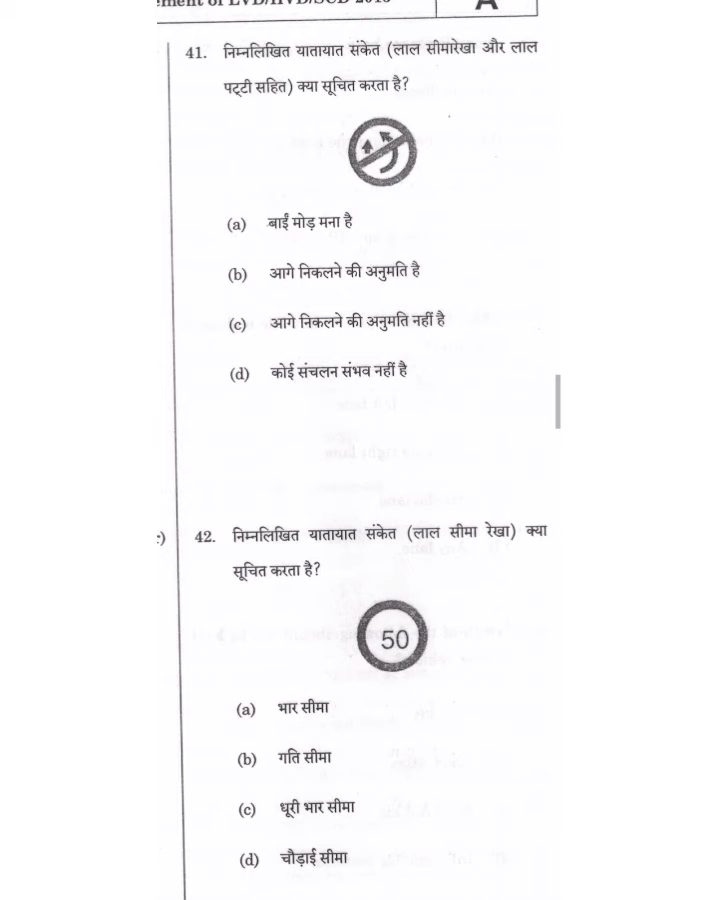 A
41. निम्नलिखित यातायात संकेत (लाल सीमारेखा और लाल
पट्टी सहित) क्या सूचित करता है?
(a) बाईं मोड़ मना है
(b) आगे निकलने की अनुमति है
(c) आगे निकलने की अनुमति नहीं है
(d) कोई संचलन संभव नहीं है
42. निम्नलिखित यातायात संकेत (लाल सीमा रेखा) क्या
सूचित करता है?
50
(a) भार सीमा
(b) गति सीमा
(c) धूरी भार सीमा
(d) चौड़ाई सीमा